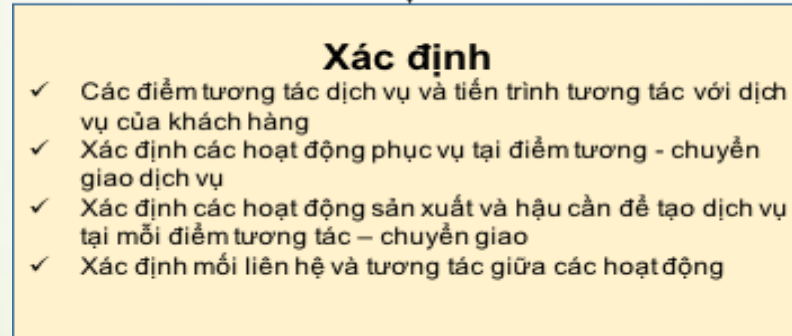 Xác định
✓ Các điểm tương tác dịch vụ và tiến trình tương tác với dịch
vụ của khách hàng
✓ Xác định các hoạt động phục vụ tại điểm tương - chuyển
giao dịch vụ
✓ Xác định các hoạt động sản xuất và hậu cần để tạo dịch vụ
tại mỗi điểm tương tác – chuyển giao
✓ Xác định mối liên hệ và tương tác giữa các hoạt động